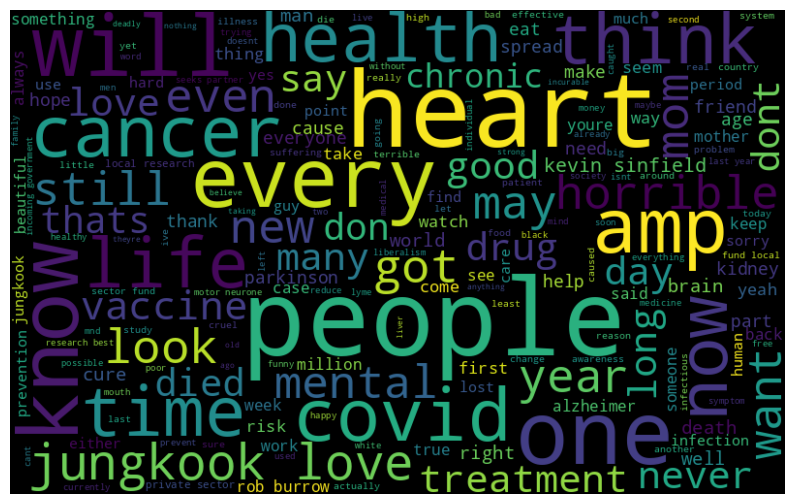 something
deadly
nothing
trying
doesnt
yet
word
will
health
man
die
live
high
bad
effective
second
system
eat
much
caught
think
thing
spread
men
seeks partner
illness
without
really
incurable
real
country
always
use
hard
yes
say
chronic
make
seem
period
money
maybe
hope
love
even
done
point
going
individual
heart
way
friend
mom
dont
family
cancer
cause
youre
already
age
suffering
terrible
strong
big
problem
everyone
need
mother
little
local research
take
isnt
around
last year
society
beautiful
incoming government
still
every
good
kevin sinfield
patient
believe
medical
horrible
thats
thank
new
don
guy
taking
two
let
find
watch
may
mind
soon
today
keep
sorry
everything
healthy
theyre
ive
many
world
food
black
drug
amp
left
liberalism
care
fund local
know
life
parkinson
got
see
caused
kidney
jungkook
sector fund
motor neurone
case
reduce
lyme
come
help
day
said
brain
yeah
anything
least
medicine
vaccine
people
liver
reason
now
part
back
mnd
study
cruel
old
research best
look
possible
poor
ago
funny
million
first
change
awareness
year
long
someone
infectious
human
free
prevention
cure
died
mental
lost
alzheimer
death
symptom
want
mouth
time
week
happy
covid
one
risk
infection
another
last
either
prevent
sure
work
white
true
right
well
cant
jungkook love
used
treatment
never
currently
private sector
rob burrow
actually